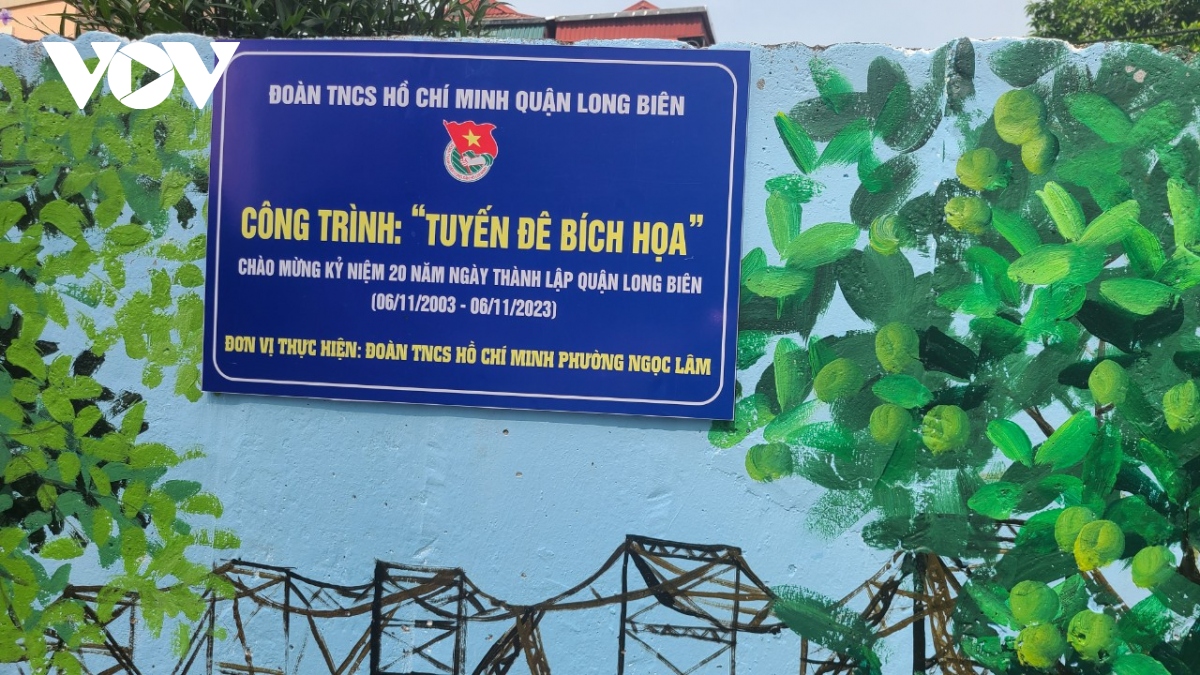 VOV
ĐOÀN TNCS HỒ CHÍ MINH QUẬN LONG BIÊN
CÔNG TRÌNH: "TUYẾN ĐÊ BÍCH HỌA"
CHÀO MỪNG KỶ NIỆM 20 NĂM NGÀY THÀNH LẬP QUẬN LONG BIÊN
(06/11/2003 - 06/11/2023)
ĐƠN VỊ THỰC HIỆN: ĐOÀN TNCS HỒ CHÍ MINH PHƯỜNG NGỌC LÂM